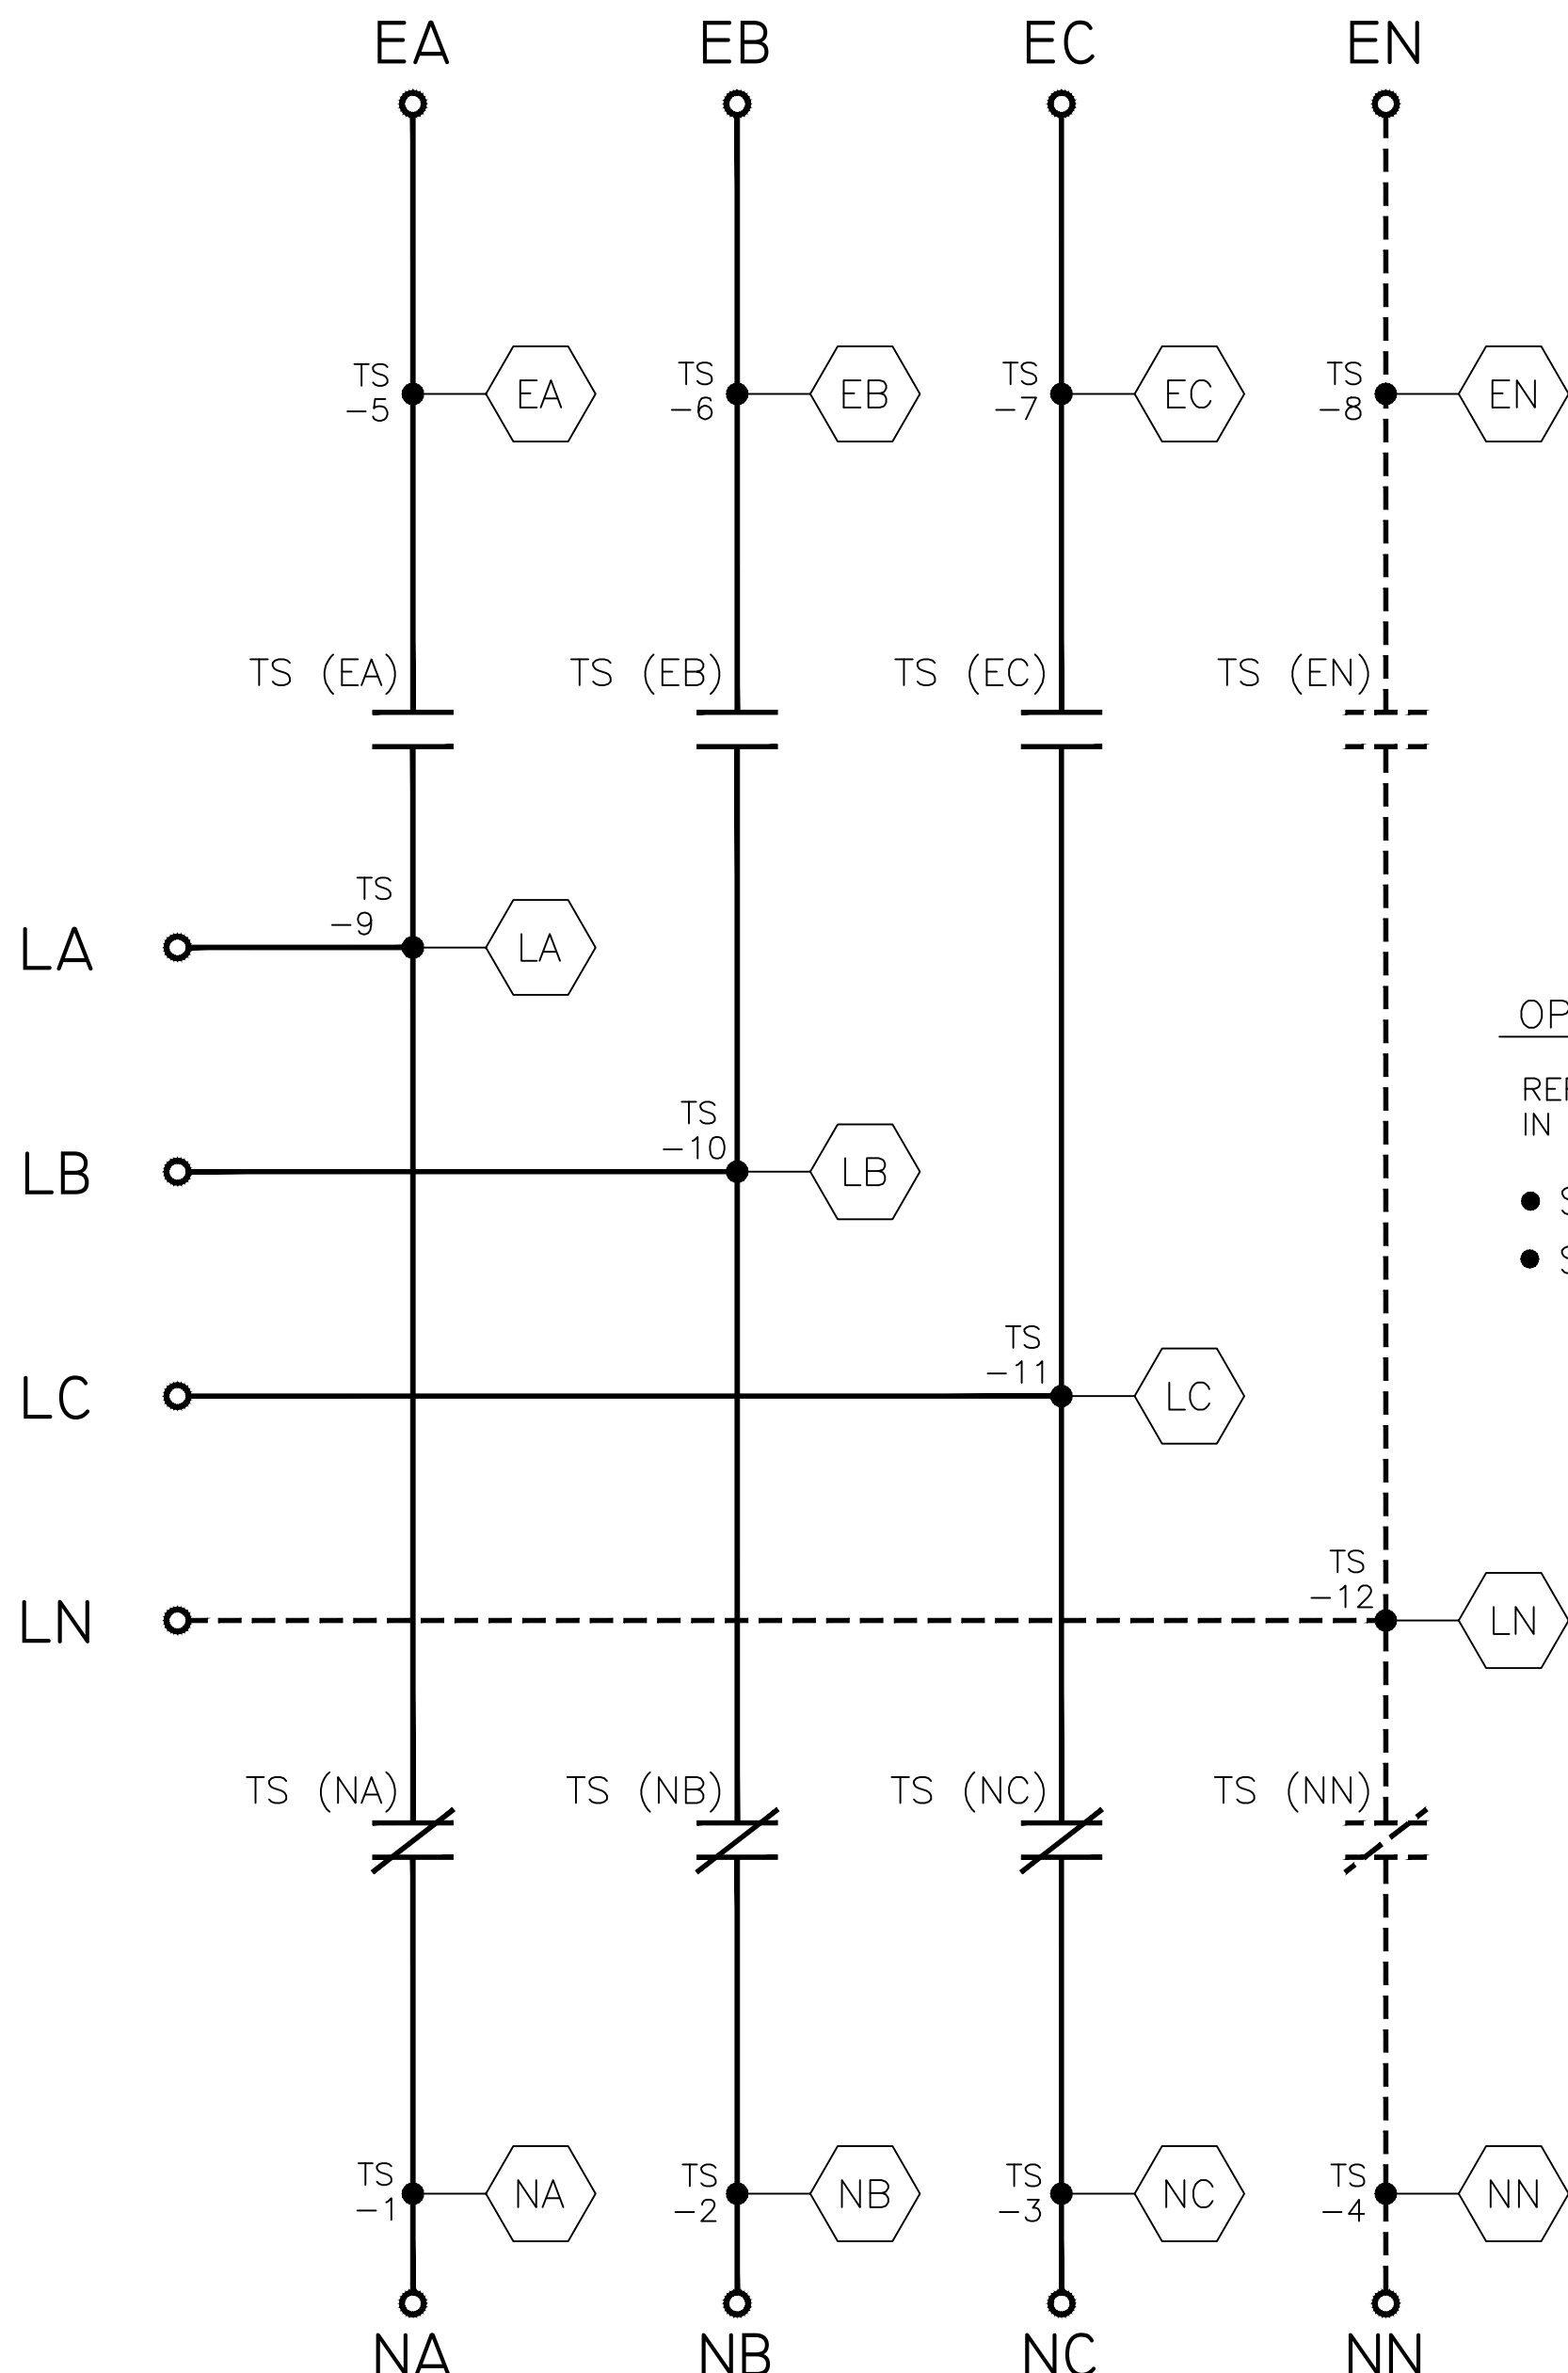 EA EB EC EN
TS TS TS TS
-5 EA -6 EB -7 EC -8 EN
TS (EA) TS (EB) TS (EC) TS (EN)
TS
-9
LA LA
OP
RE
IN
TS
-10
LB LB
S
S
TS
-11
LC LC
TS
-12
LN LN
TS (NA) TS (NB) TS (NC) TS (NN)
TS TS TS TS
-1 NA -2 NB -3 NC -4 NN
NA NB NC NN